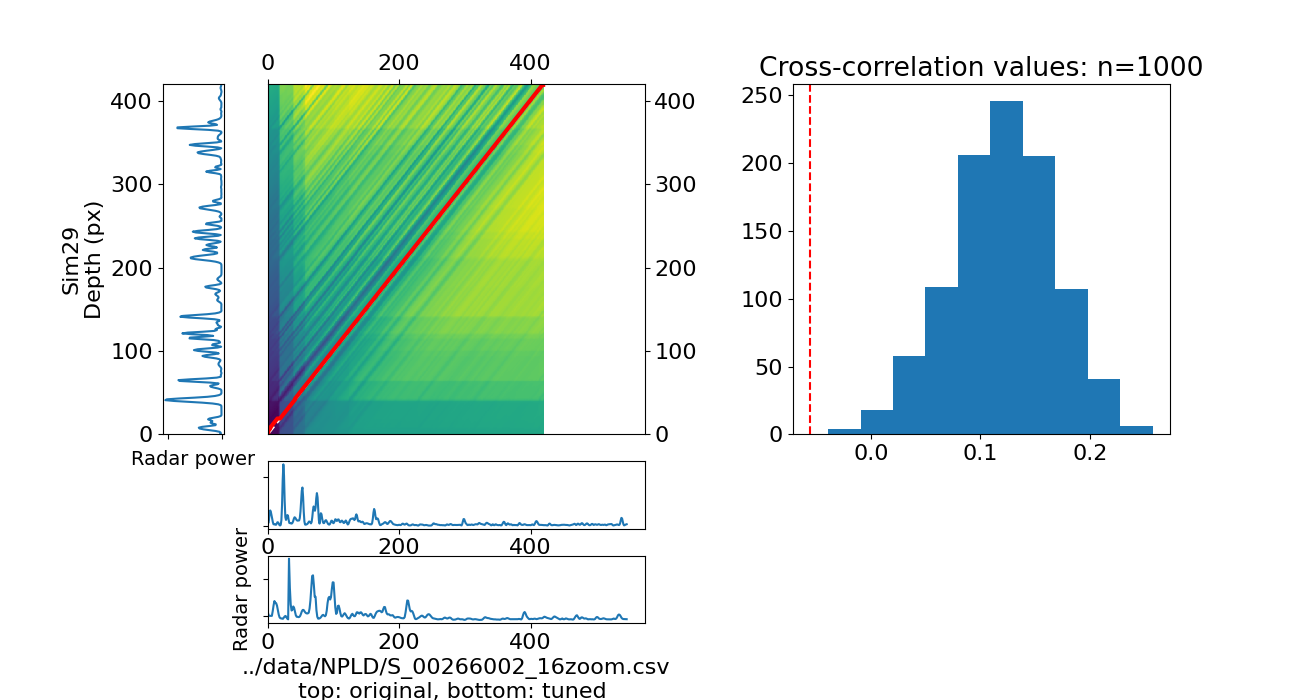 Cross-correlation values: n=1000
0 200 400
400 300 200 100 0
Sim29
Depth (px)
400 300 200 100 0
250 200 150 100 50 0
0.0 0.1 0.2
Radar power
0 200 400
Radar power
0 200 400
../data/NPLD/S_00266002_16zoom.csv
top: original, bottom: tuned